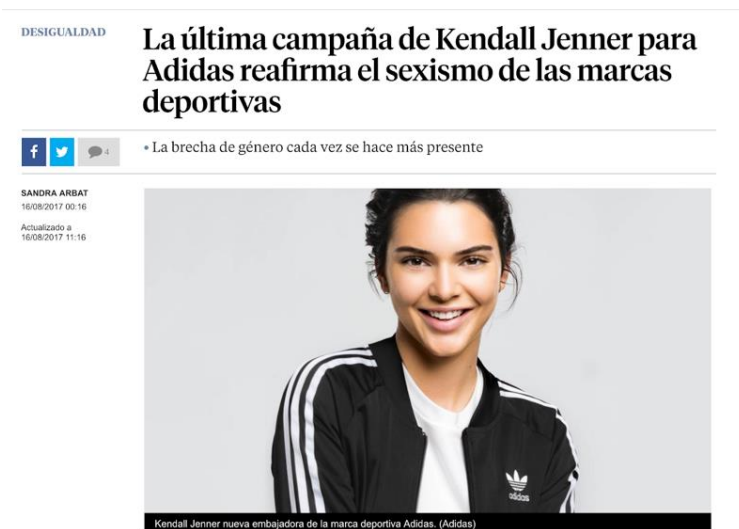 DESIGUALDAD
La última campaña de Kendall Jenner para
Adidas reafirma el sexismo de las marcas
deportivas
f
4
• La brecha de género cada vez se hace más presente
SANDRA ARBAT
16/08/2017 00:16
Actualizado a
16/08/2017 11:16
adidas
Kendall Jenner nueva embajadora de la marca deportiva Adidas. (Adidas)